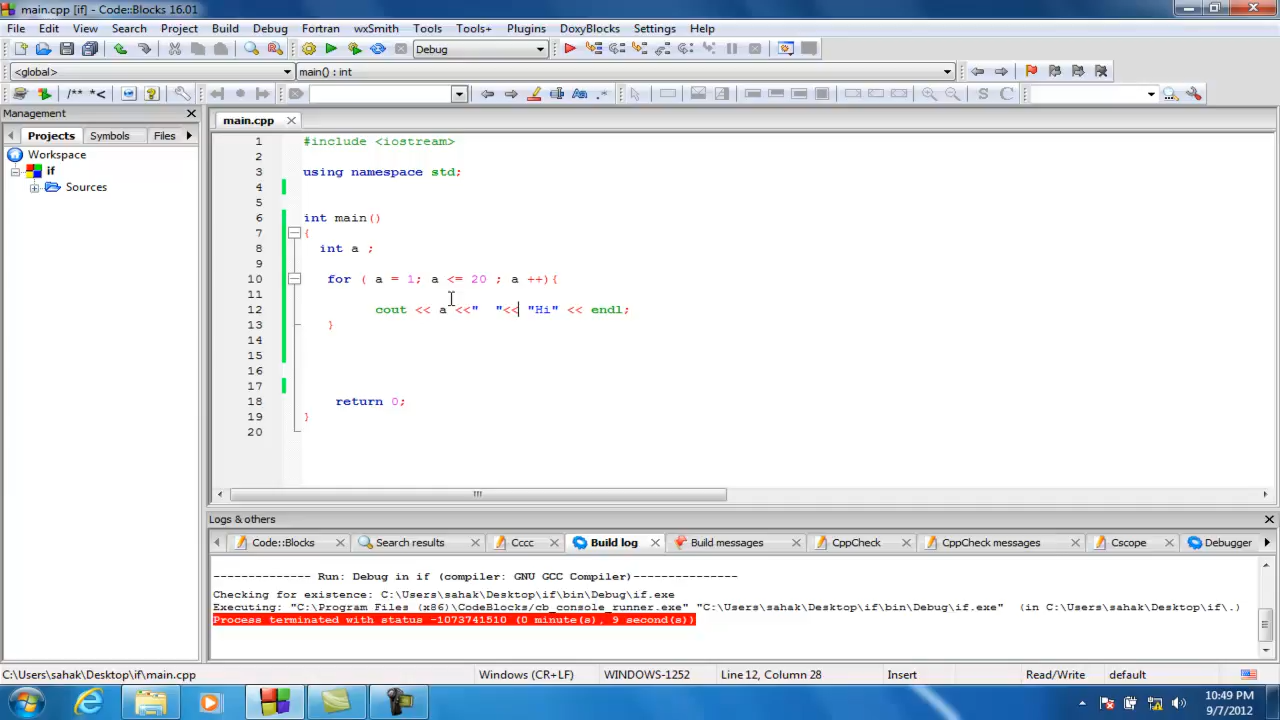 main.cpp [if] - Code::Blocks 16.01
File Edit View Search Project Build Debug Fortran wxSmith Tools Tools+ Plugins DoxyBlocks Settings Help
Debug
<global> main() : int
/** *<
Management
main.cpp
Projects Symbols Files
Workspace
if
Sources
1 #include <iostream>
2
3 using namespace std;
4
5
6 int main()
7 {
8 int a ;
9
10 for ( a = 1; a <= 20 ; a ++){
11
12 cout << a <<"  "<< "Hi" << endl;
13 }
14
15
16
17
18 return 0;
19 }
20
Logs & others
Code::Blocks Search results Cccc Build log Build messages CppCheck CppCheck messages Cscope Debugger
-------------- Run: Debug in if (compiler: GNU GCC Compiler)---------------
Checking for existence: C:\Users\sahak\Desktop\if\bin\Debug\if.exe
Executing: "C:\Program Files (x86)\CodeBlocks/cb_console_runner.exe" "C:\Users\sahak\Desktop\if\bin\Debug\if.exe"  (in C:\Users\sahak\Desktop\if\.)
Process terminated with status -1073741510 (0 minute(s), 9 second(s))
C:\Users\sahak\Desktop\if\main.cpp Windows (CR+LF) WINDOWS-1252 Line 12, Column 28 Insert Read/Write default
10:49 PM
9/7/2012